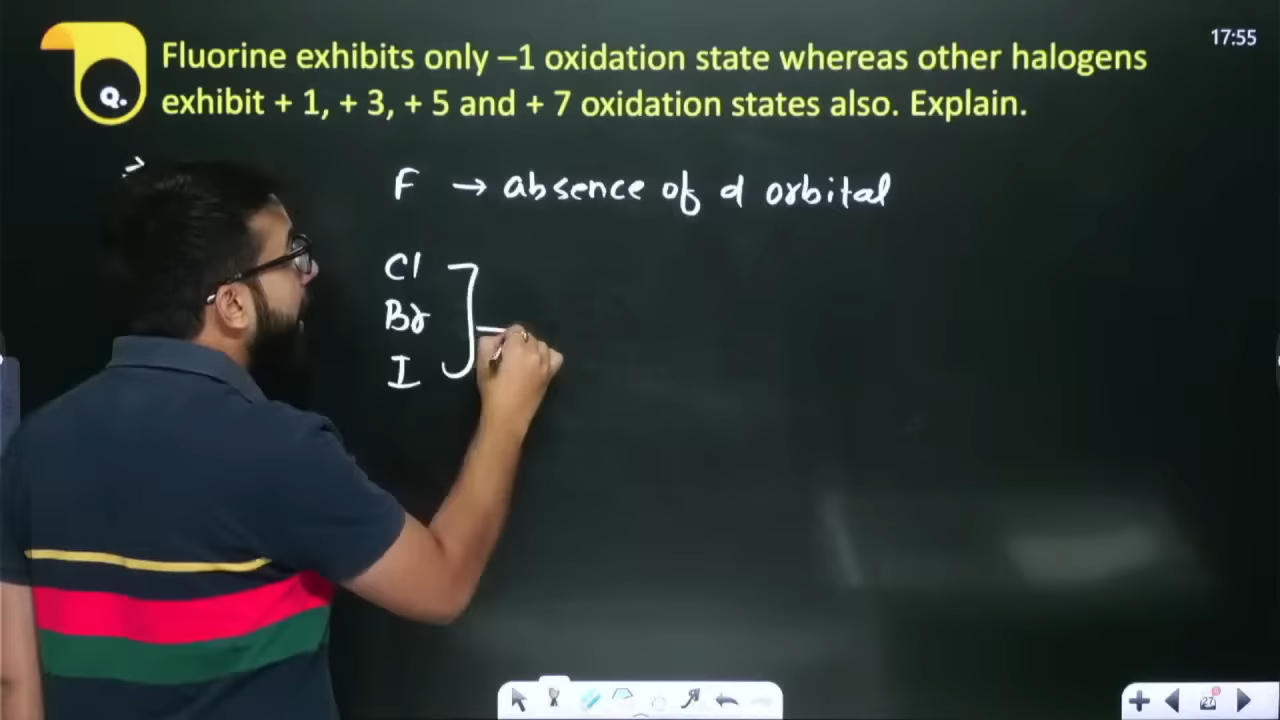 17:55
Q.
Fluorine exhibits only –1 oxidation state whereas other halogens
exhibit + 1, + 3, + 5 and + 7 oxidation states also. Explain.
F → absence of d orbital
Cl
Br
I
27